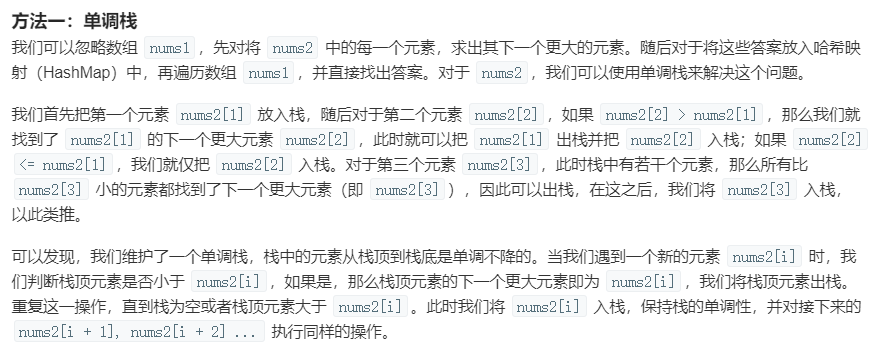 方法一：单调栈
我们可以忽略数组 nums1 ，先对将 nums2 中的每一个元素，求出其下一个更大的元素。随后对于将这些答案放入哈希映
射（HashMap）中，再遍历数组 nums1 ，并直接找出答案。对于 nums2 ，我们可以使用单调栈来解决这个问题。
我们首先把第一个元素 nums2[1] 放入栈，随后对于第二个元素 nums2[2] ，如果 nums2[2] > nums2[1] ，那么我们就
找到了 nums2[1] 的下一个更大元素 nums2[2] ，此时就可以把 nums2[1] 出栈并把 nums2[2] 入栈；如果 nums2[2]
<= nums2[1] ，我们就仅把 nums2[2] 入栈。对于第三个元素 nums2[3] ，此时栈中有若干个元素，那么所有比
nums2[3] 小的元素都找到了下一个更大元素（即 nums2[3] ），因此可以出栈，在这之后，我们将 nums2[3] 入栈，
以此类推。
可以发现，我们维护了一个单调栈，栈中的元素从栈顶到栈底是单调不降的。当我们遇到一个新的元素 nums2[i] 时，我
们判断栈顶元素是否小于 nums2[i] ，如果是，那么栈顶元素的下一个更大元素即为 nums2[i] ，我们将栈顶元素出栈。
重复这一操作，直到栈为空或者栈顶元素大于 nums2[i] 。此时我们将 nums2[i] 入栈，保持栈的单调性，并对接下来的
nums2[i + 1], nums2[i + 2] ... 执行同样的操作。